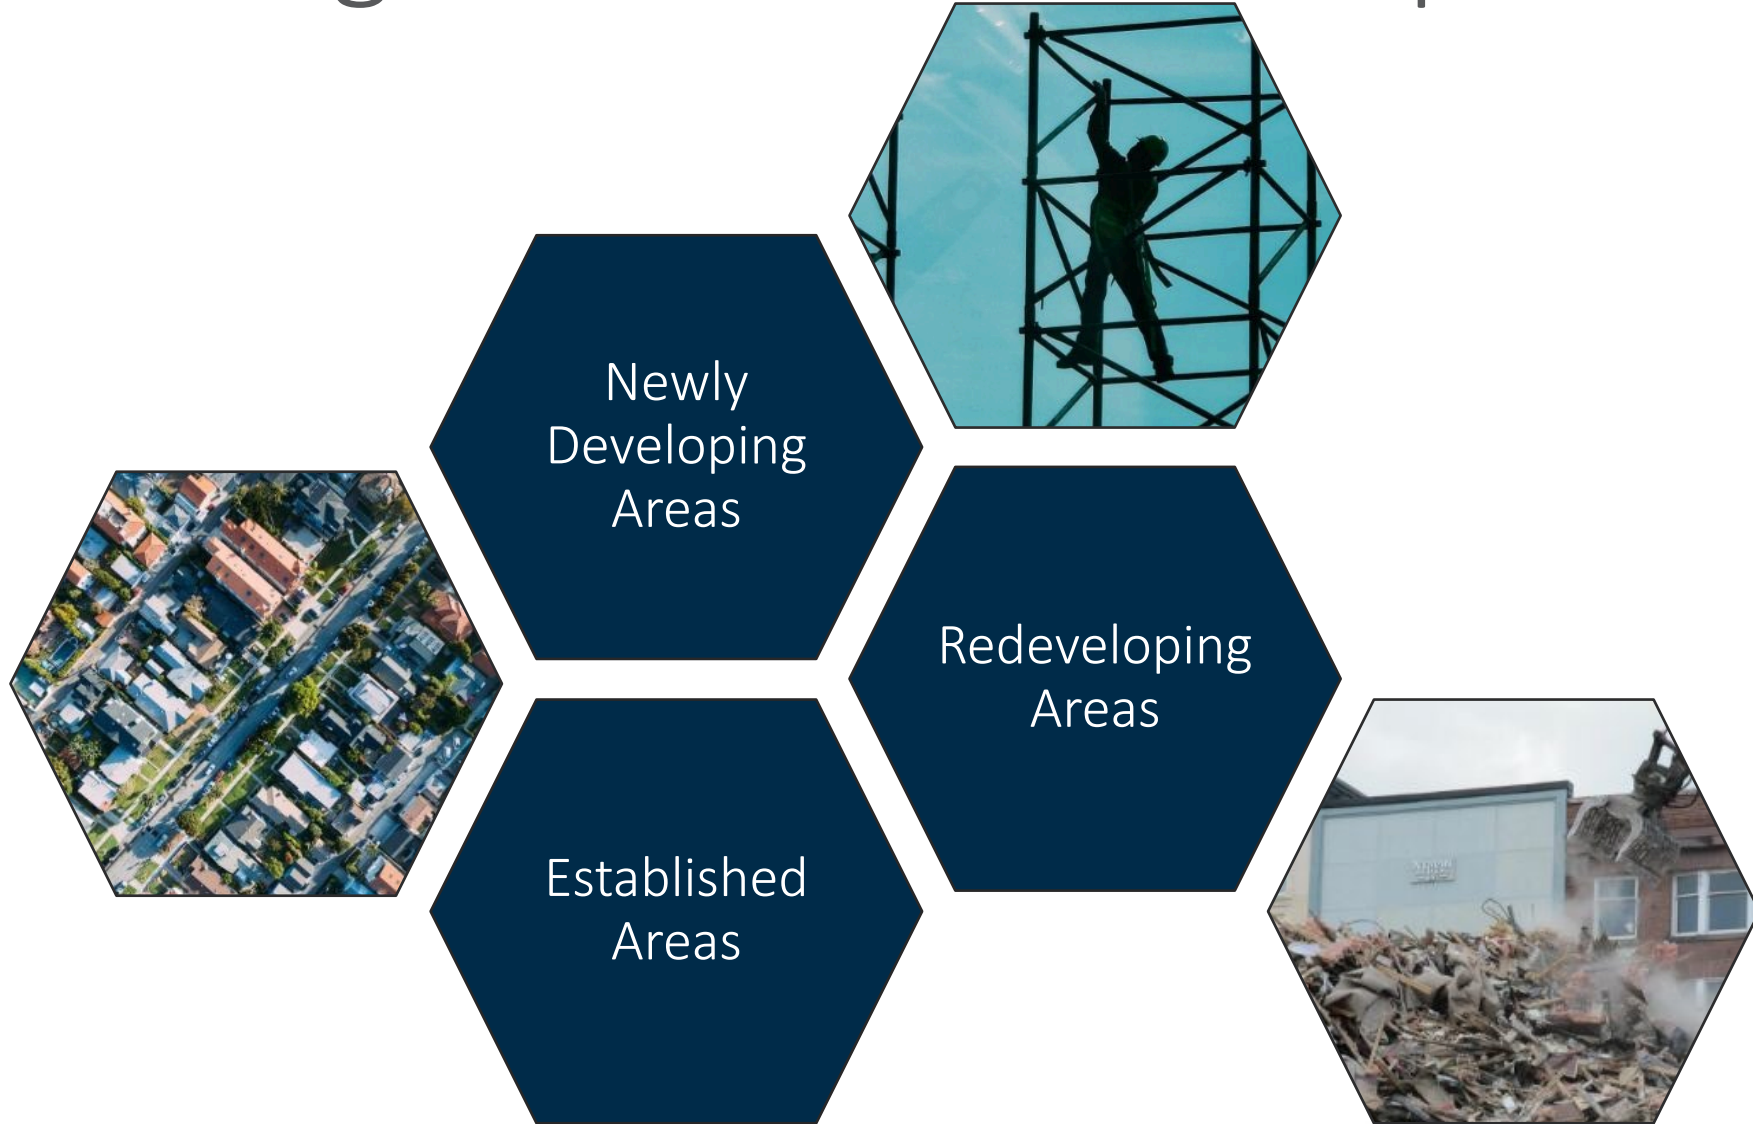 Newly
Developing
Areas
Redeveloping
Areas
Established
Areas